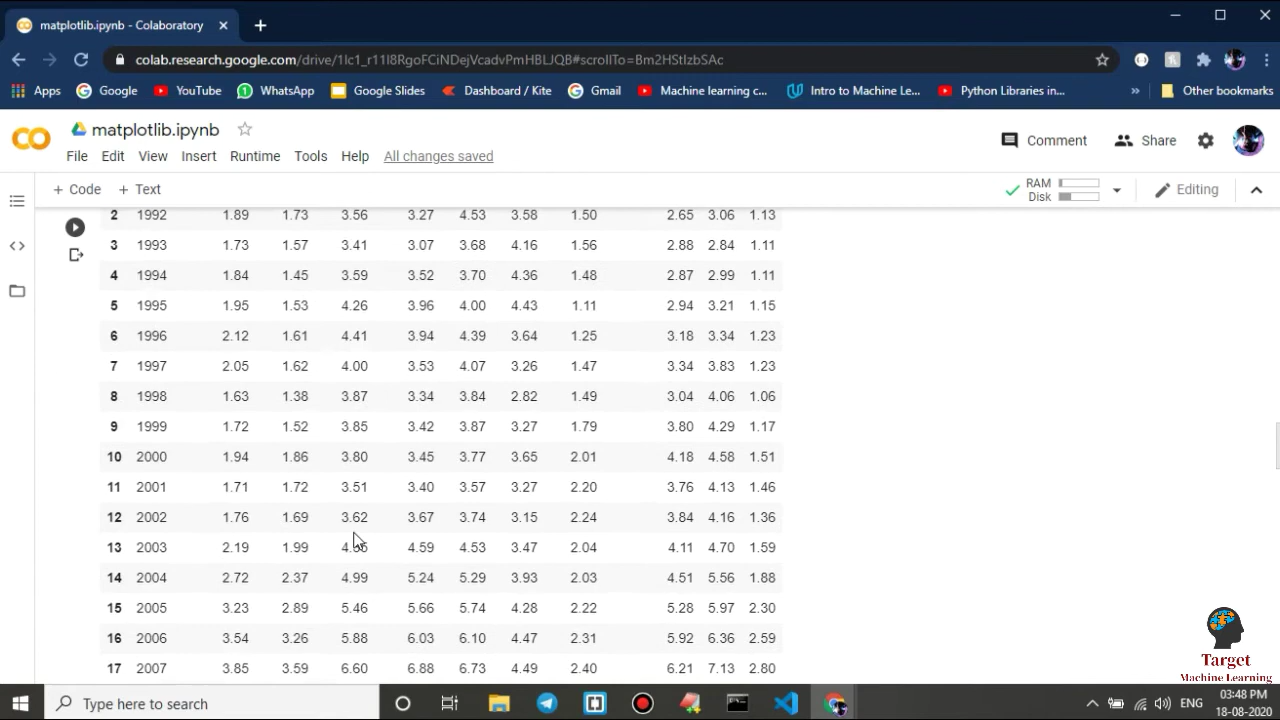 matplotlib.ipynb - Colaboratory
colab.research.google.com/drive/1lc1_r11l8RgoFCiNDejVcadvPmHBLJQB#scrollTo=Bm2HStIzbSAc
Apps Google YouTube WhatsApp Google Slides Dashboard / Kite Gmail Machine learning c... Intro to Machine Le... Python Libraries in... » Other bookmarks
matplotlib.ipynb
Comment Share
File Edit View Insert Runtime Tools Help All changes saved
+ Code + Text
RAM
Disk
Editing
2 1992 1.89 1.73 3.56 3.27 4.53 3.58 1.50 2.65 3.06 1.13
3 1993 1.73 1.57 3.41 3.07 3.68 4.16 1.56 2.88 2.84 1.11
4 1994 1.84 1.45 3.59 3.52 3.70 4.36 1.48 2.87 2.99 1.11
5 1995 1.95 1.53 4.26 3.96 4.00 4.43 1.11 2.94 3.21 1.15
6 1996 2.12 1.61 4.41 3.94 4.39 3.64 1.25 3.18 3.34 1.23
7 1997 2.05 1.62 4.00 3.53 4.07 3.26 1.47 3.34 3.83 1.23
8 1998 1.63 1.38 3.87 3.34 3.84 2.82 1.49 3.04 4.06 1.06
9 1999 1.72 1.52 3.85 3.42 3.87 3.27 1.79 3.80 4.29 1.17
10 2000 1.94 1.86 3.80 3.45 3.77 3.65 2.01 4.18 4.58 1.51
11 2001 1.71 1.72 3.51 3.40 3.57 3.27 2.20 3.76 4.13 1.46
12 2002 1.76 1.69 3.62 3.67 3.74 3.15 2.24 3.84 4.16 1.36
13 2003 2.19 1.99 4.59 4.53 3.47 2.04 4.11 4.70 1.59
14 2004 2.72 2.37 4.99 5.24 5.29 3.93 2.03 4.51 5.56 1.88
15 2005 3.23 2.89 5.46 5.66 5.74 4.28 2.22 5.28 5.97 2.30
16 2006 3.54 3.26 5.88 6.03 6.10 4.47 2.31 5.92 6.36 2.59
17 2007 3.85 3.59 6.60 6.88 6.73 4.49 2.40 6.21 7.13 2.80
Target
Machine Learning
Type here to search
ENG
03:48 PM
18-08-2020